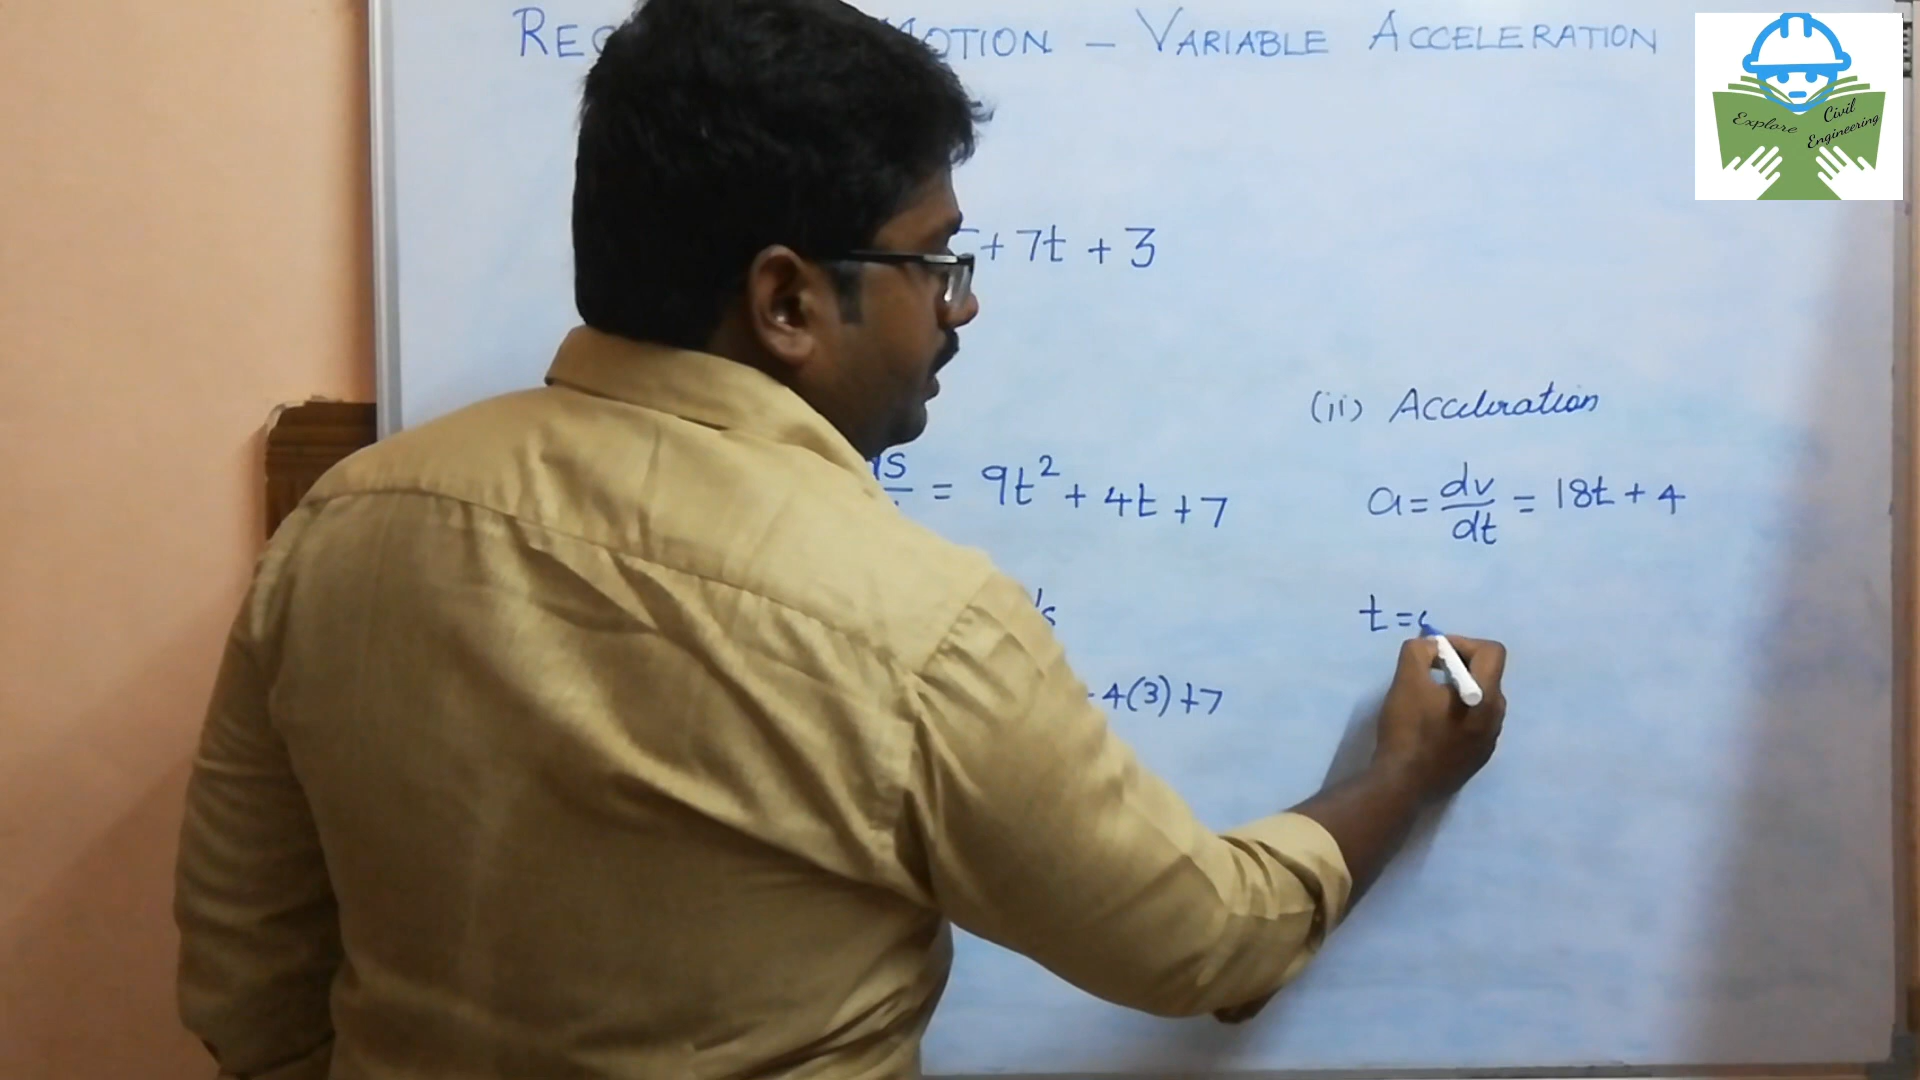 MOTION – VARIABLE ACCELERATION
Explore Civil Engineering
+ 7t + 3
(ii) Acceleration
ds = 9t² + 4t + 7
a = dv/dt = 18t + 4
t =
4(3) + 7